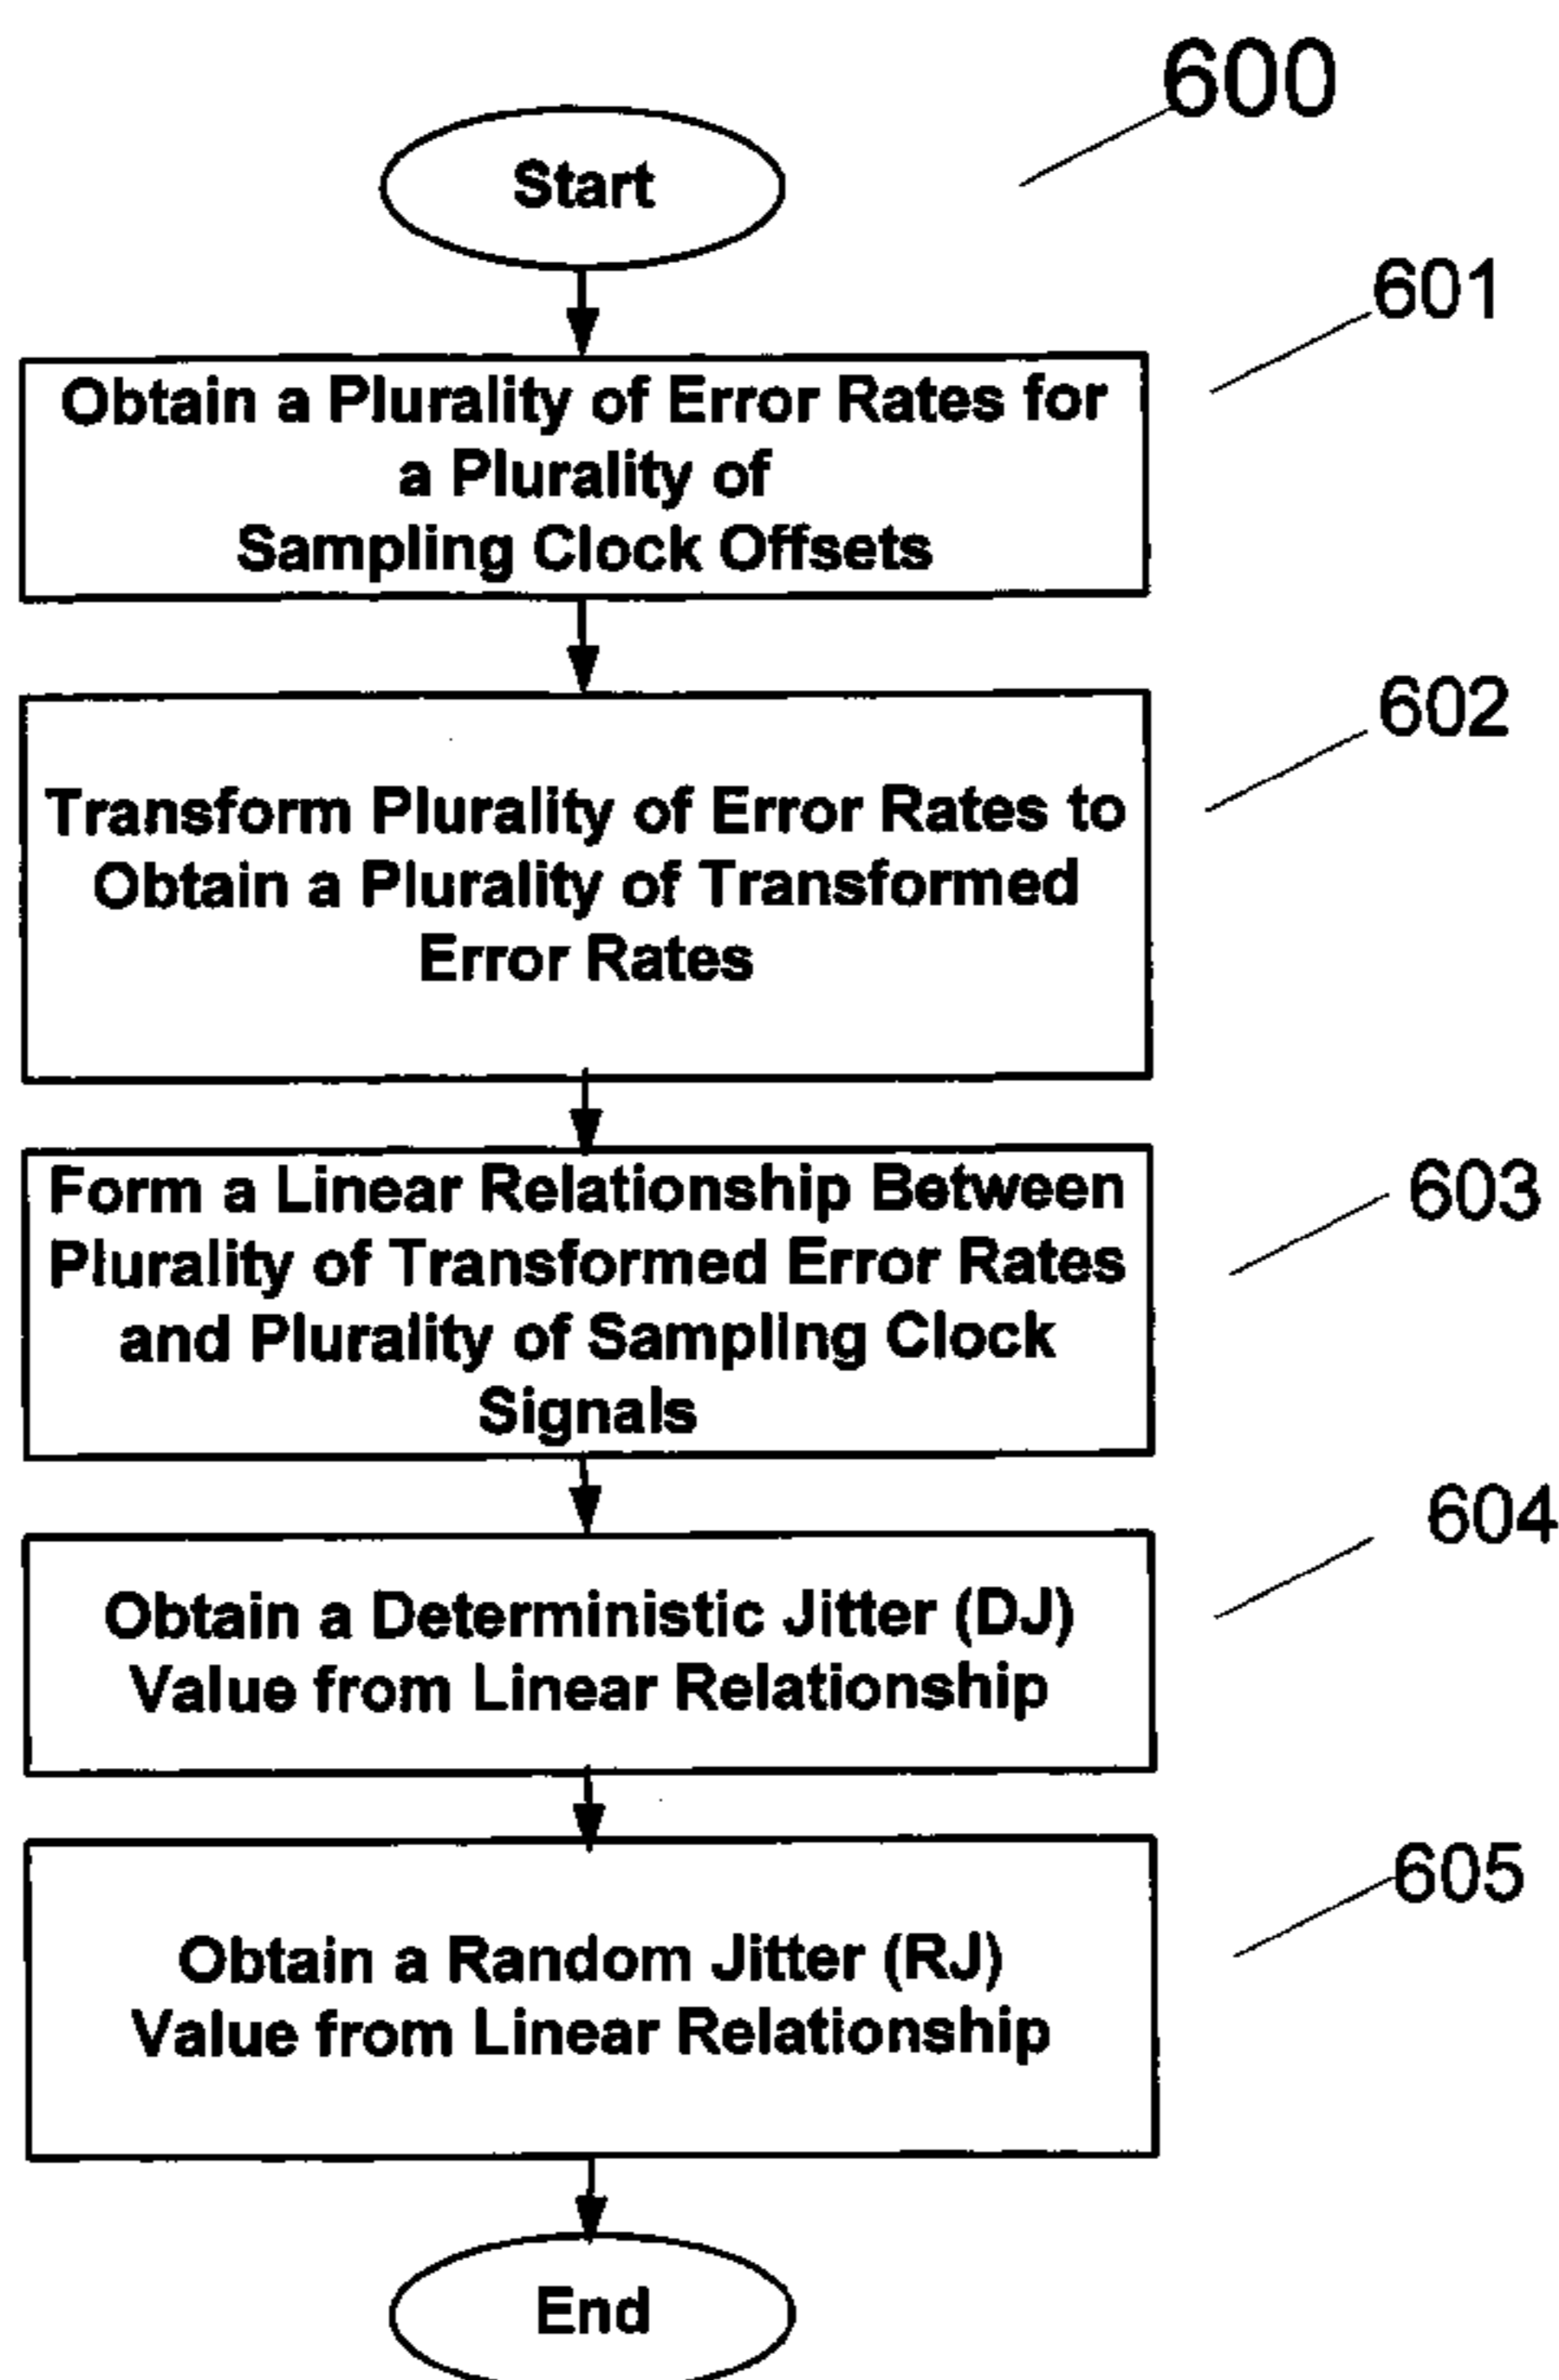 600
Start
601
Obtain a Plurality of Error Rates for
a Plurality of
Sampling Clock Offsets
602
Transform Plurality of Error Rates to
Obtain a Plurality of Transformed
Error Rates
603
Form a Linear Relationship Between
Plurality of Transformed Error Rates
and Plurality of Sampling Clock
Signals
604
Obtain a Deterministic Jitter (DJ)
Value from Linear Relationship
605
Obtain a Random Jitter (RJ)
Value from Linear Relationship
End